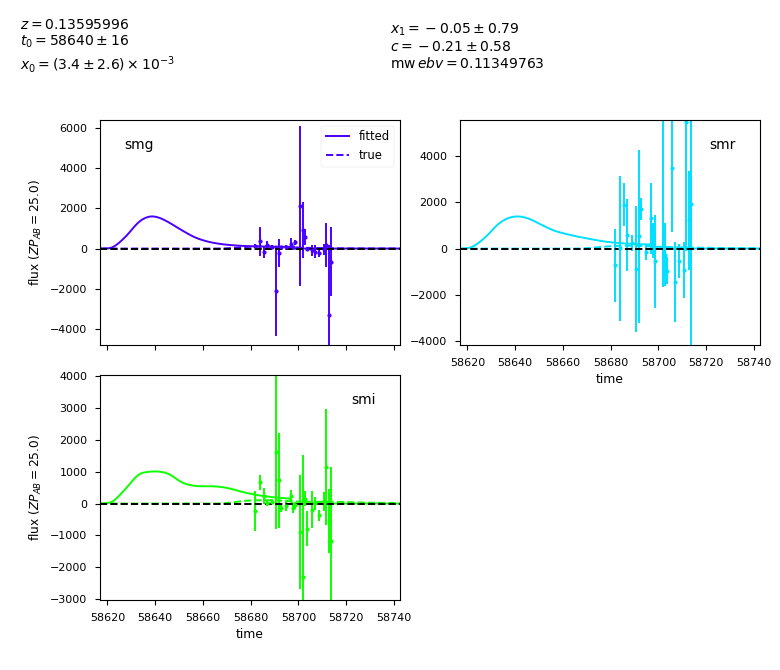 z = 0.13595996
t₀ = 58640 ± 16
x₀ = (3.4 ± 2.6) × 10⁻³
x₁ = −0.05 ± 0.79
c = −0.21 ± 0.58
mw ebv = 0.11349763
smg
fitted
true
6000
4000
2000
0
−2000
−4000
flux (ZP_AB = 25.0)
smr
4000
2000
0
−2000
−4000
58620 58640 58660 58680 58700 58720 58740
time
smi
4000
3000
2000
1000
0
−1000
−2000
−3000
flux (ZP_AB = 25.0)
58620 58640 58660 58680 58700 58720 58740
time